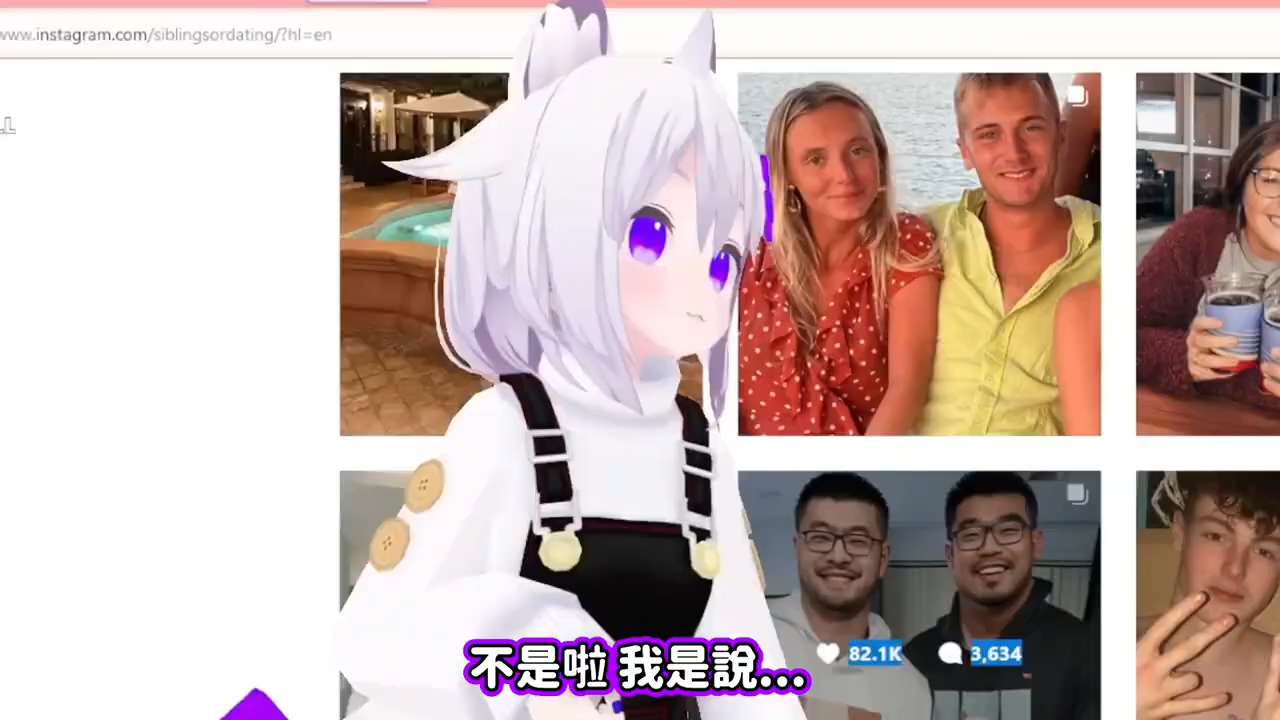 www.instagram.com/siblingsordating/?hl=en
82.1K 3,634
不是啦 我是說...